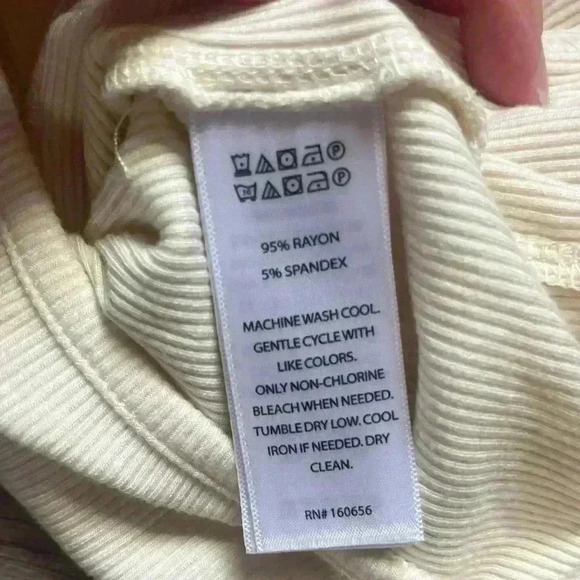 95% RAYON
5% SPANDEX
MACHINE WASH COOL.
GENTLE CYCLE WITH
LIKE COLORS.
ONLY NON-CHLORINE
BLEACH WHEN NEEDED.
TUMBLE DRY LOW. COOL
IRON IF NEEDED. DRY
CLEAN.
RN# 160656